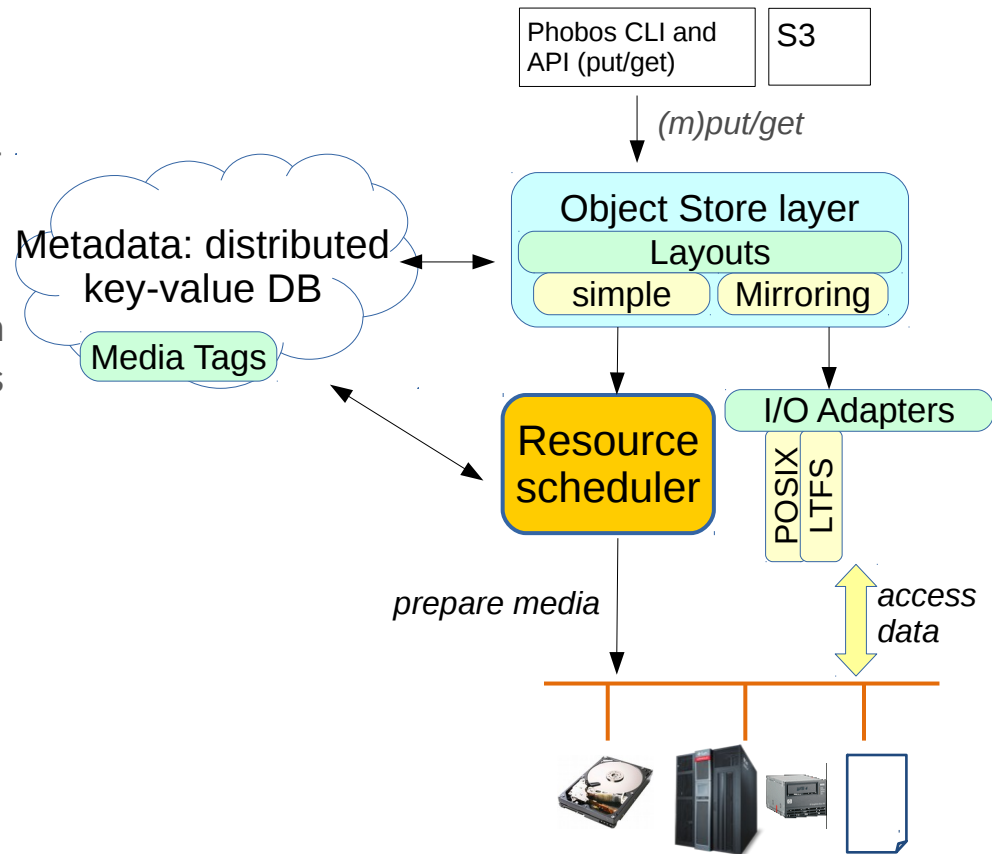 Phobos CLI and
API (put/get)
S3
(m)put/get
Object Store layer
Layouts
simple
Mirroring
Metadata: distributed
key-value DB
Media Tags
I/O Adapters
POSIX
LTFS
Resource
scheduler
prepare media
access
data